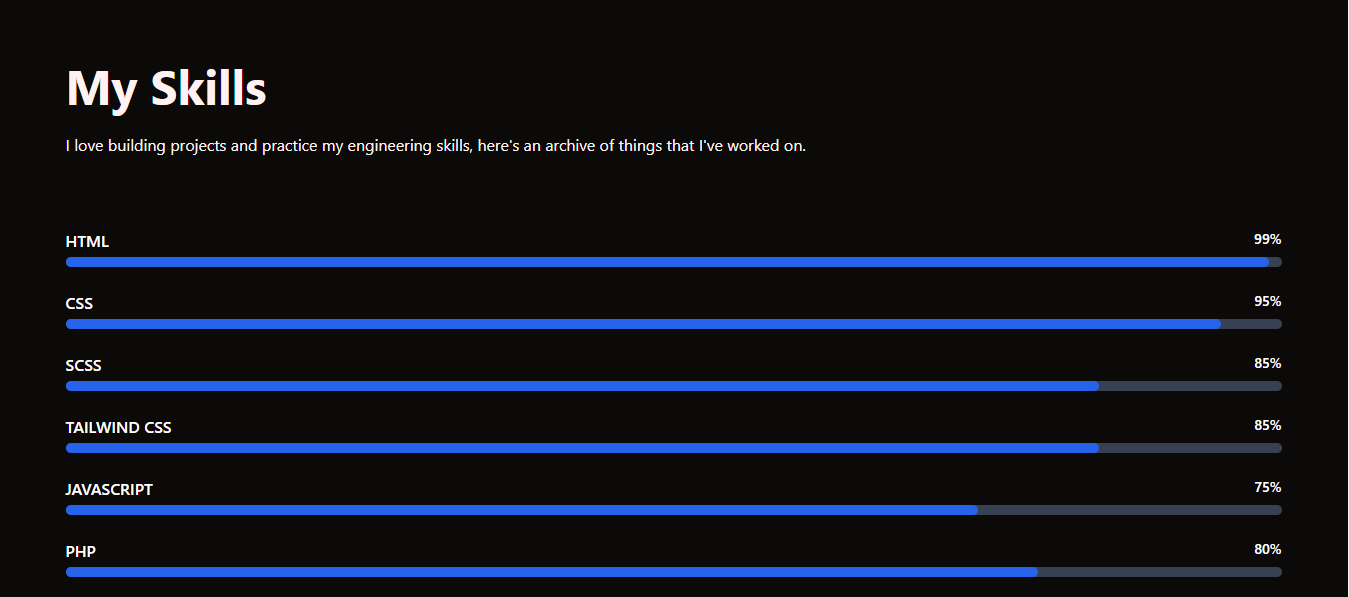 My Skills
I love building projects and practice my engineering skills, here's an archive of things that I've worked on.
HTML 99%
CSS 95%
SCSS 85%
TAILWIND CSS 85%
JAVASCRIPT 75%
PHP 80%